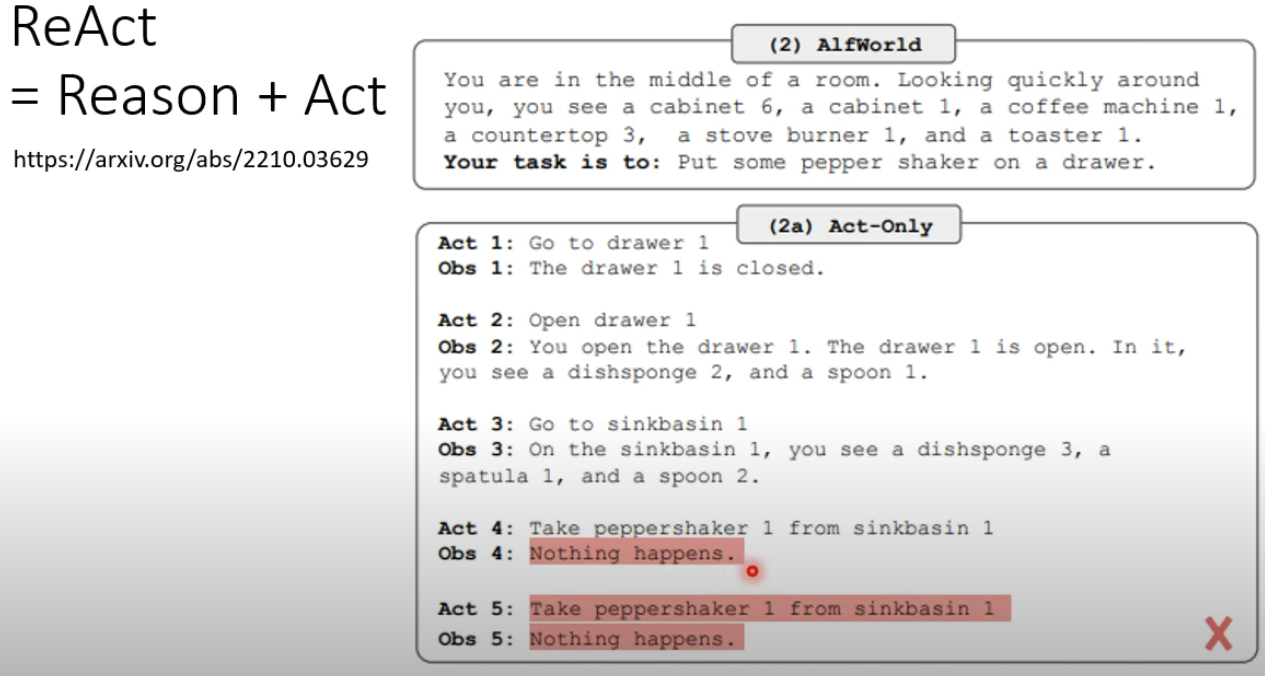 ReAct
= Reason + Act
https://arxiv.org/abs/2210.03629
(2) AlfWorld
You are in the middle of a room. Looking quickly around
you, you see a cabinet 6, a cabinet 1, a coffee machine 1,
a countertop 3, a stove burner 1, and a toaster 1.
Your task is to: Put some pepper shaker on a drawer.
(2a) Act-Only
Act 1: Go to drawer 1
Obs 1: The drawer 1 is closed.
Act 2: Open drawer 1
Obs 2: You open the drawer 1. The drawer 1 is open. In it,
you see a dishsponge 2, and a spoon 1.
Act 3: Go to sinkbasin 1
Obs 3: On the sinkbasin 1, you see a dishsponge 3, a
spatula 1, and a spoon 2.
Act 4: Take peppershaker 1 from sinkbasin 1
Obs 4: Nothing happens.
Act 5: Take peppershaker 1 from sinkbasin 1
Obs 5: Nothing happens.